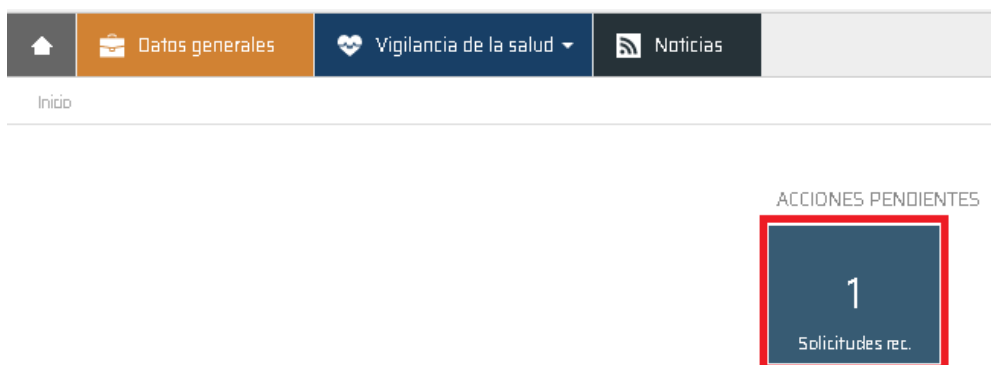 Datos generales
Vigilancia de la salud
Noticias
Inicio
ACCIONES PENDIENTES
1
Solicitudes rec.